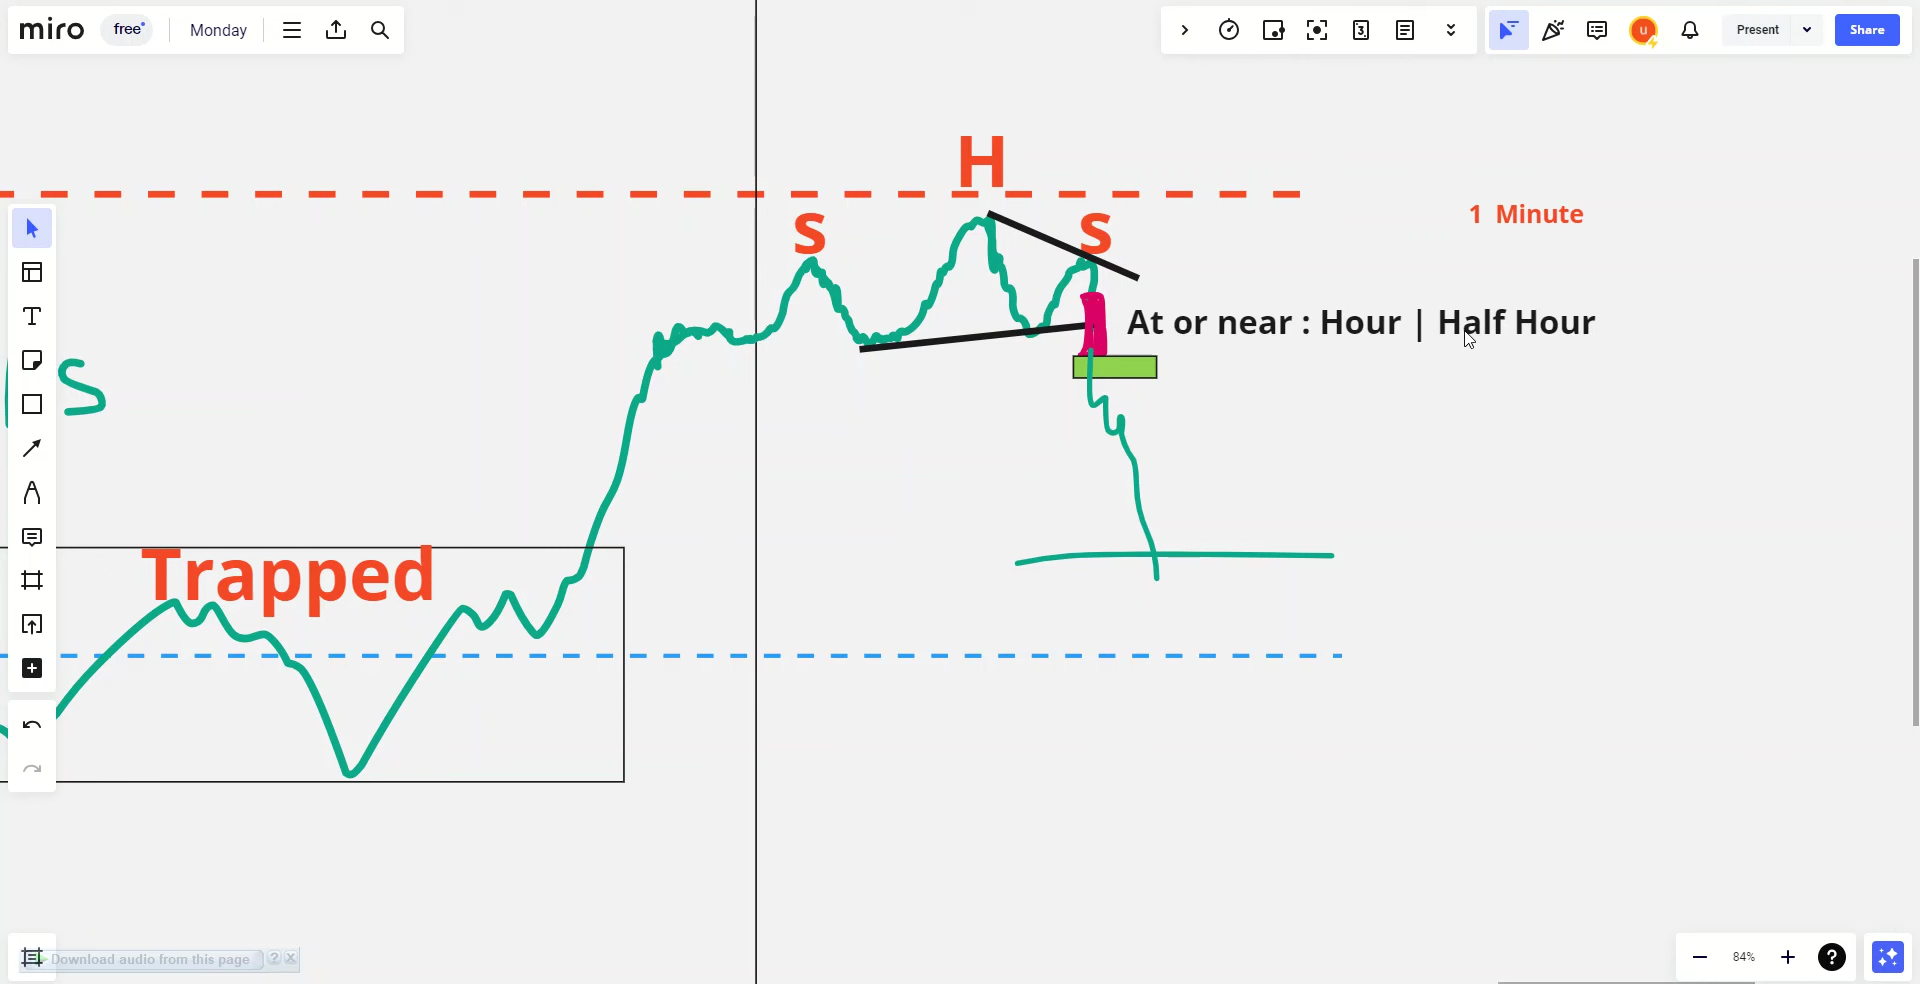 miro free Monday
Present Share
H
S S
1 Minute
At or near : Hour | Half Hour
S
Trapped
Download audio from this page
84%